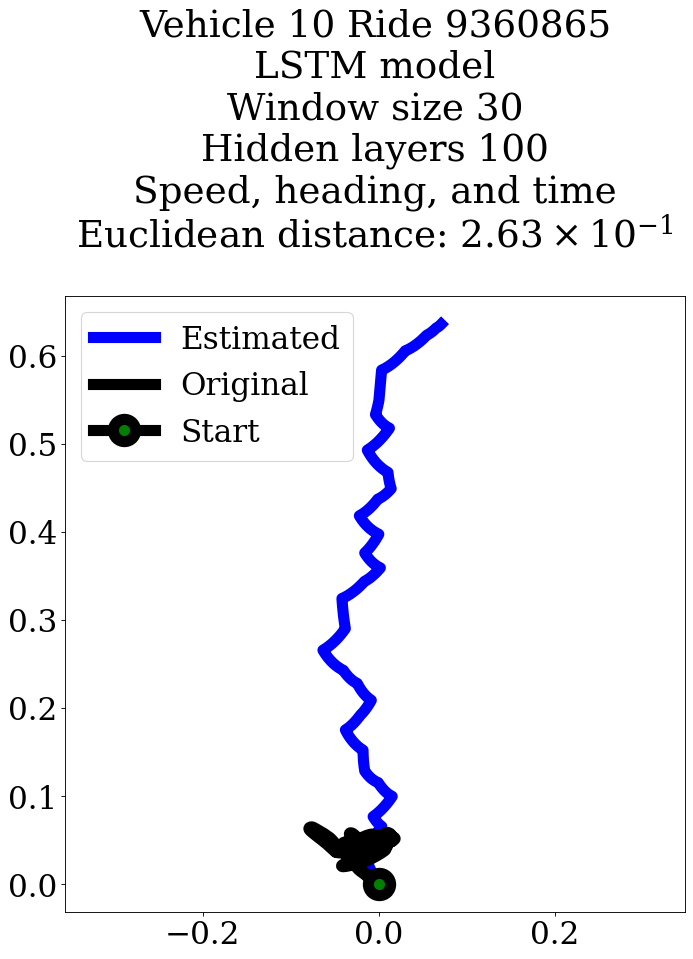 Vehicle 10 Ride 9360865
LSTM model
Window size 30
Hidden layers 100
Speed, heading, and time
Euclidean distance: 2.63 × 10⁻¹
Estimated
Original
Start
0.6
0.5
0.4
0.3
0.2
0.1
0.0
−0.2
0.0
0.2